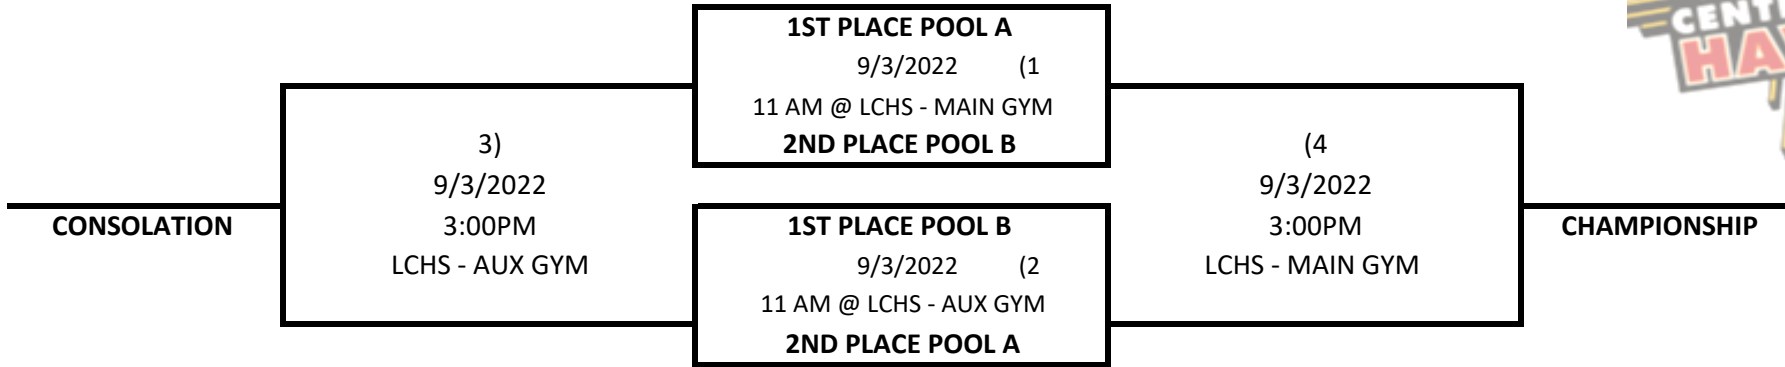 1ST PLACE POOL A
9/3/2022 (1
11 AM @ LCHS - MAIN GYM
2ND PLACE POOL B
3)
9/3/2022
3:00PM
LCHS - AUX GYM
(4
9/3/2022
3:00PM
LCHS - MAIN GYM
CONSOLATION
CHAMPIONSHIP
1ST PLACE POOL B
9/3/2022 (2
11 AM @ LCHS - AUX GYM
2ND PLACE POOL A